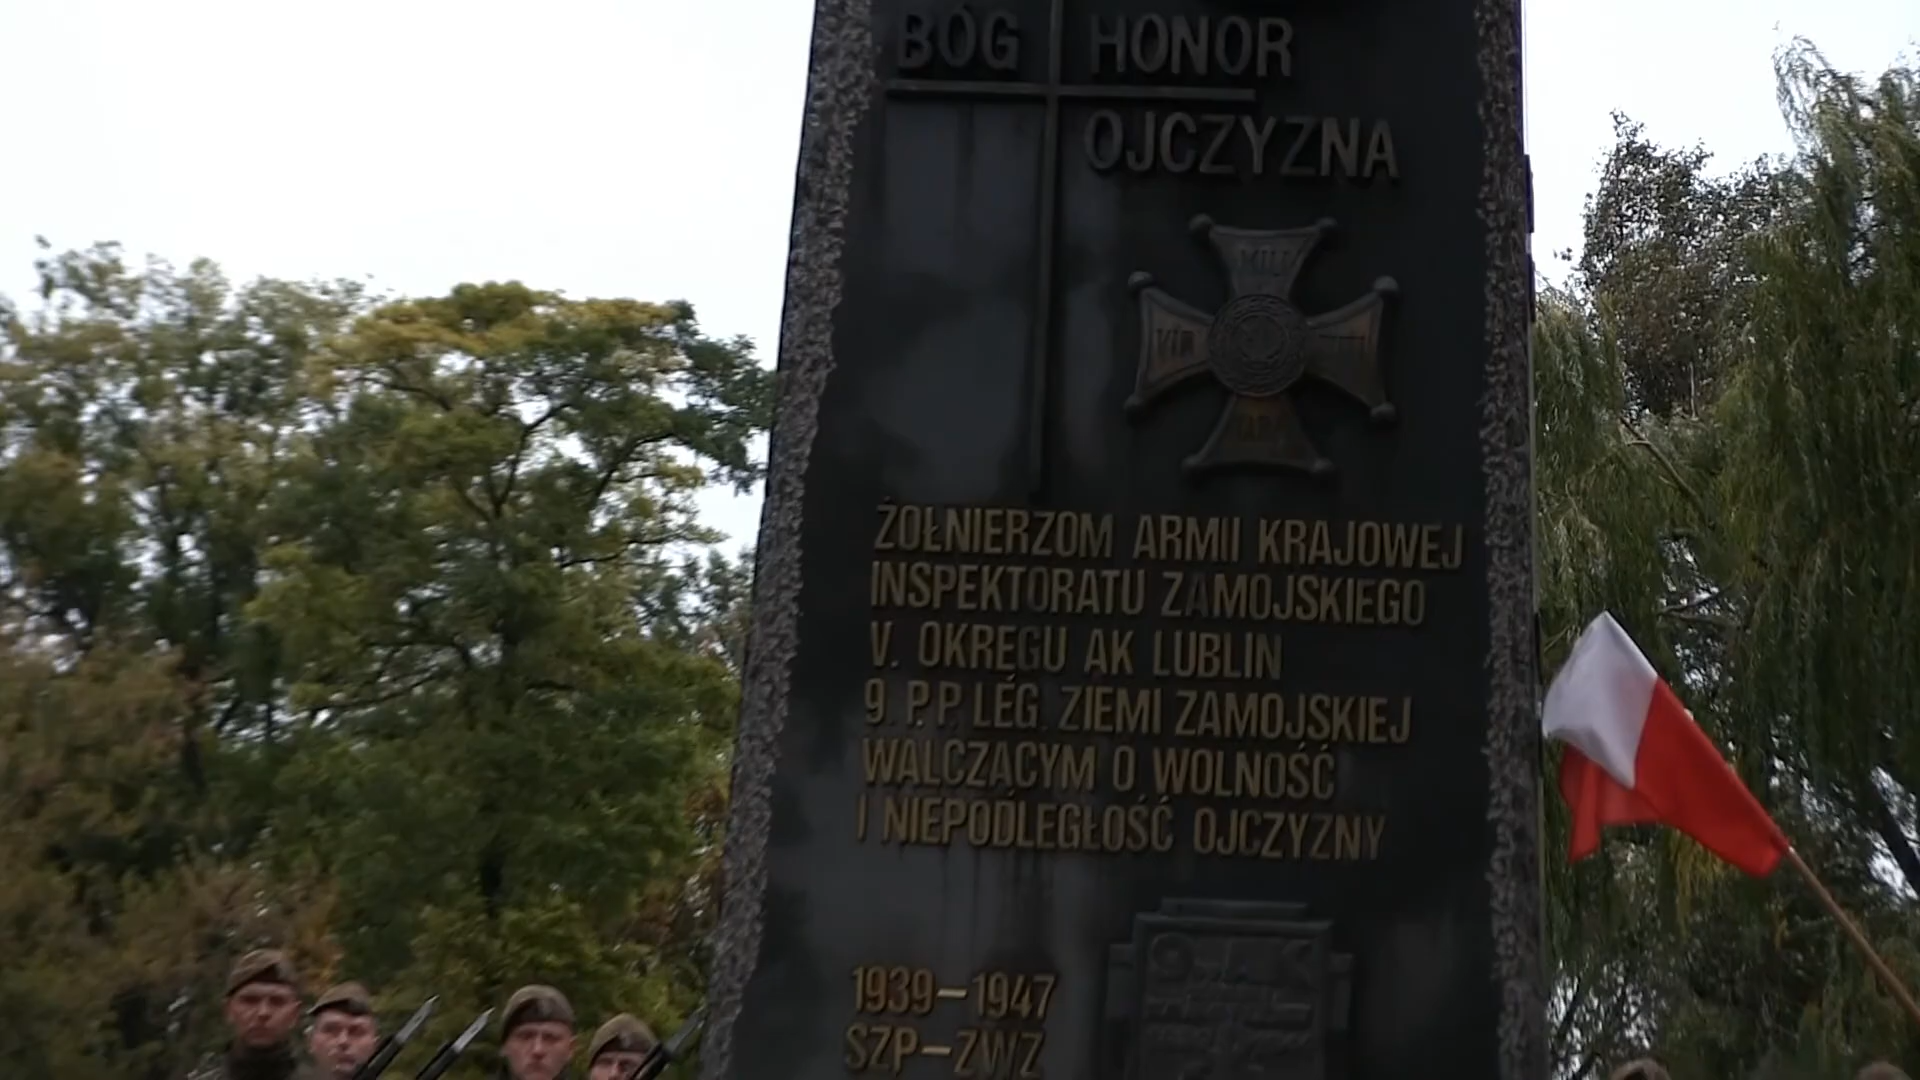 BÓG HONOR
OJCZYZNA
ŻOŁNIERZOM ARMII KRAJOWEJ
INSPEKTORATU ZAMOJSKIEGO
V. OKRĘGU AK LUBLIN
9. P.P. LEG. ZIEMI ZAMOJSKIEJ
WALCZĄCYM O WOLNOŚĆ
I NIEPODLEGŁOŚĆ OJCZYZNY
1939-1947
SZP-ZWZ